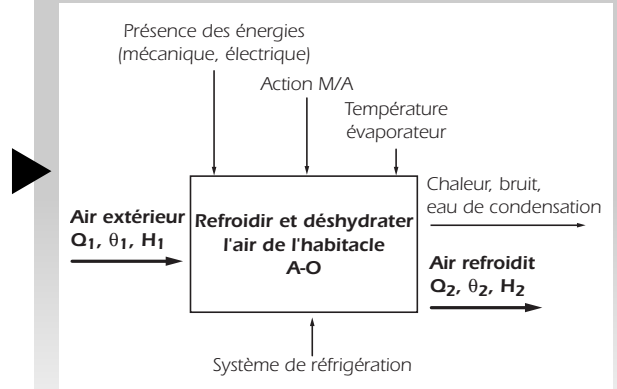 Présence des énergies
(mécanique, électrique)
Action M/A
Température
évaporateur
Chaleur, bruit,
eau de condensation
Air extérieur
Q1, θ1, H1
Refroidir et déshydrater
l'air de l'habitacle
A-O
Air refroidit
Q2, θ2, H2
Système de réfrigération